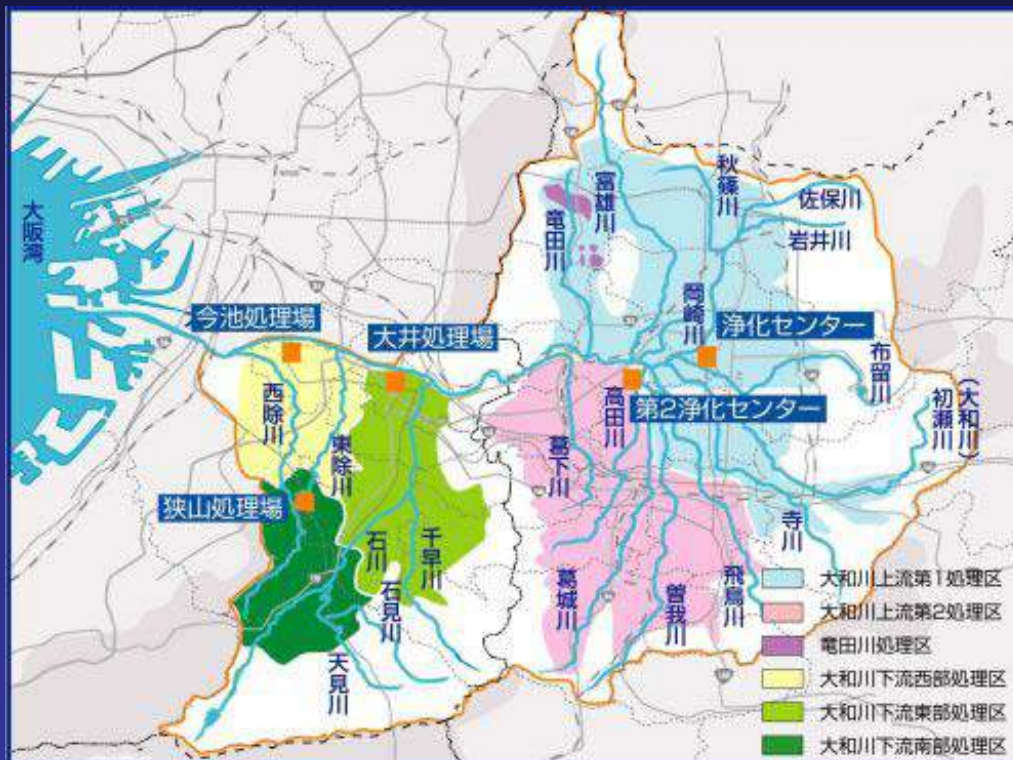 大阪湾
今池処理場
大井処理場
狭山処理場
浄化センター
第2浄化センター
竜田川
富雄川
秋篠川
佐保川
岩井川
岡崎川
布留川
初瀬川
(大和川)
西除川
東除川
石川
石見川
千早川
天見川
葛下川
高田川
葛城川
曽我川
飛鳥川
寺川
大和川上流第1処理区
大和川上流第2処理区
竜田川処理区
大和川下流西部処理区
大和川下流東部処理区
大和川下流南部処理区